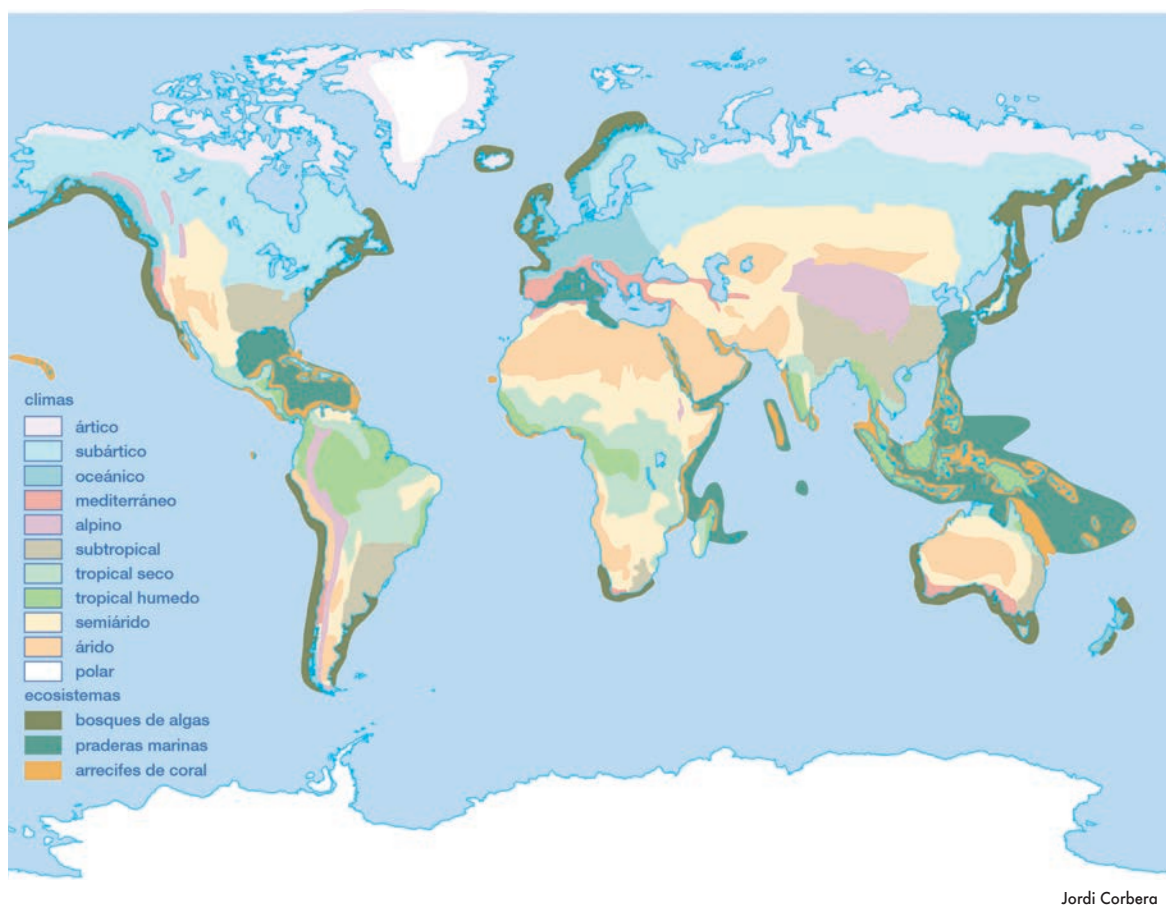 climas
ártico
subártico
oceánico
mediterráneo
alpino
subtropical
tropical seco
tropical humedo
semiárido
árido
polar
ecosistemas
bosques de algas
praderas marinas
arrecifes de coral
Jordi Corbera